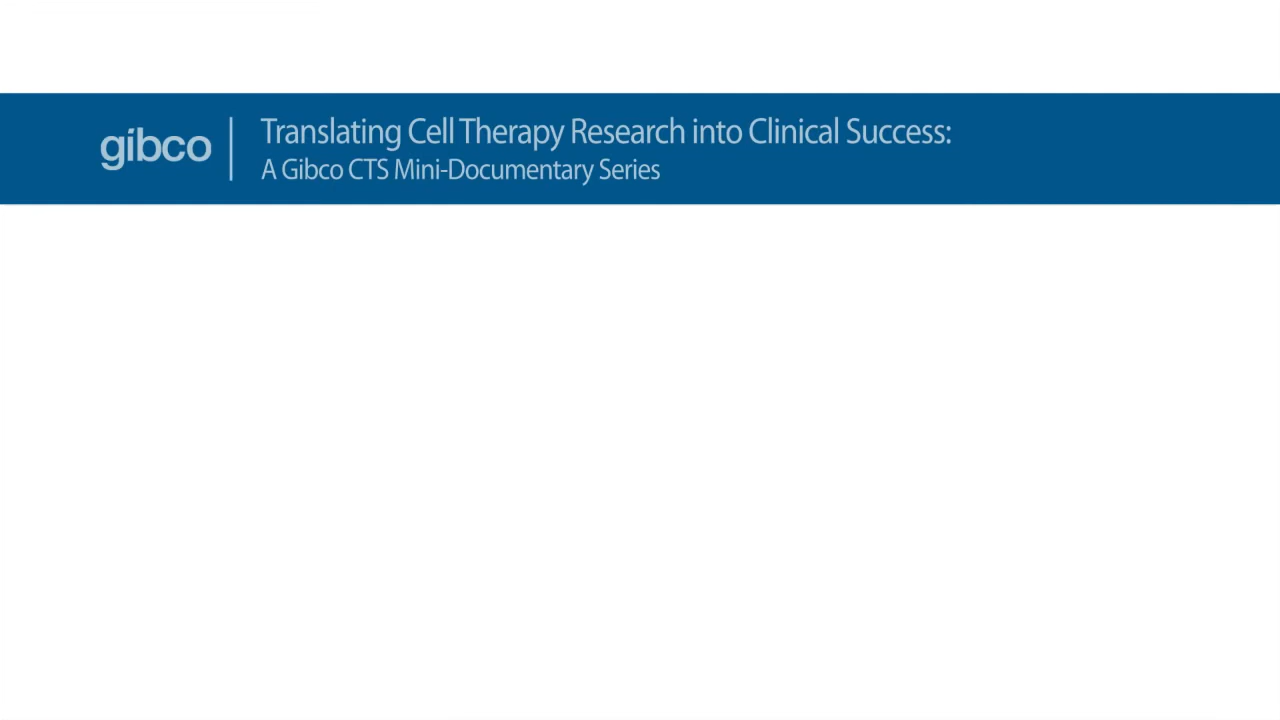 gibco
Translating Cell Therapy Research into Clinical Success:
A Gibco CTS Mini-Documentary Series